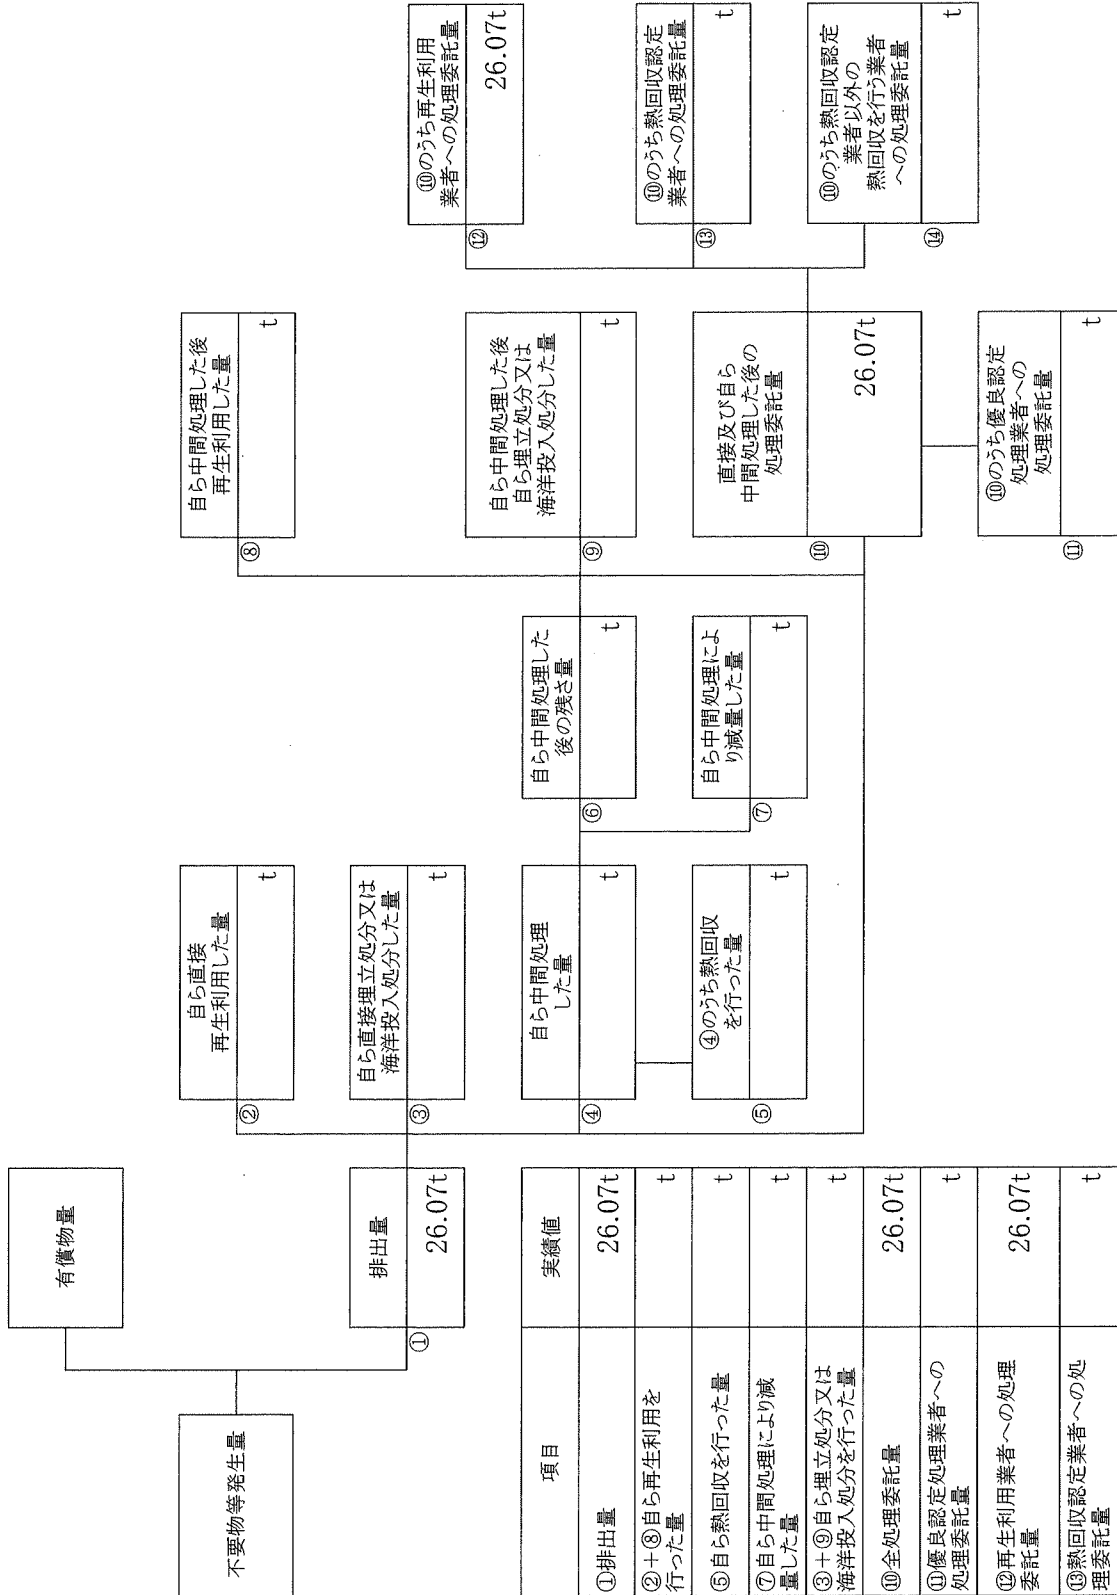 不要物等発生量
有償物量
排出量
①
26.07t
自ら直接
再生利用した量
②
t
自ら直接埋立処分又は
海洋投入処分した量
③
t
自ら中間処理
した量
④
t
④のうち熱回収
を行った量
⑤
t
自ら中間処理した
後の残さ量
⑥
t
自ら中間処理によ
り減量した量
⑦
t
自ら中間処理した後
再生利用した量
⑧
t
自ら中間処理した後
自ら埋立処分又は
海洋投入処分した量
⑨
t
直接及び自ら
中間処理した後の
処理委託量
⑩
26.07t
⑩のうち優良認定
処理業者への
処理委託量
⑪
t
⑩のうち再生利用
業者への処理委託量
⑫
26.07t
⑩のうち熱回収認定
業者への処理委託量
⑬
t
⑩のうち熱回収認定
業者以外の
熱回収を行う業者
への処理委託量
⑭
t
項目 実績値
①排出量 26.07t
②+⑧自ら再生利用を
行った量 t
⑤自ら熱回収を行った量 t
⑦自ら中間処理により減
量した量 t
③+⑨自ら埋立処分又は
海洋投入処分を行った量 t
⑩全処理委託量 26.07t
⑪優良認定処理業者への
処理委託量 t
⑫再生利用業者への処理
委託量 26.07t
⑬熱回収認定業者への処
理委託量 t